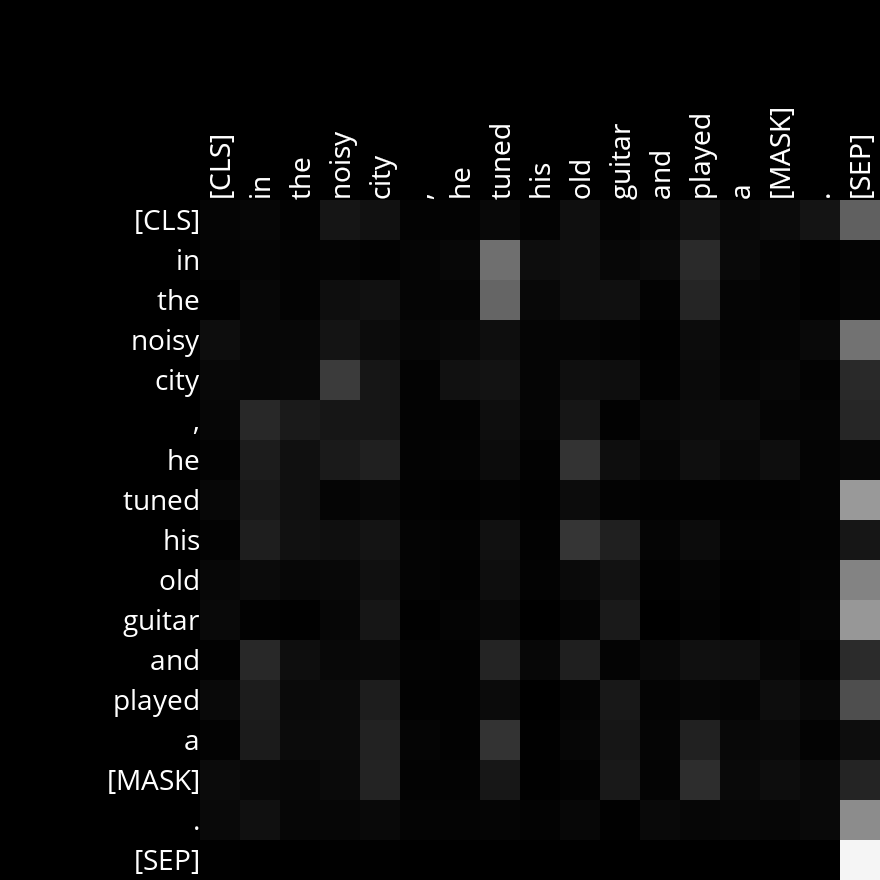 [CLS] in the noisy city , he tuned his old guitar and played a [MASK] . [SEP]
[CLS]
in
the
noisy
city
,
he
tuned
his
old
guitar
and
played
a
[MASK]
.
[SEP]